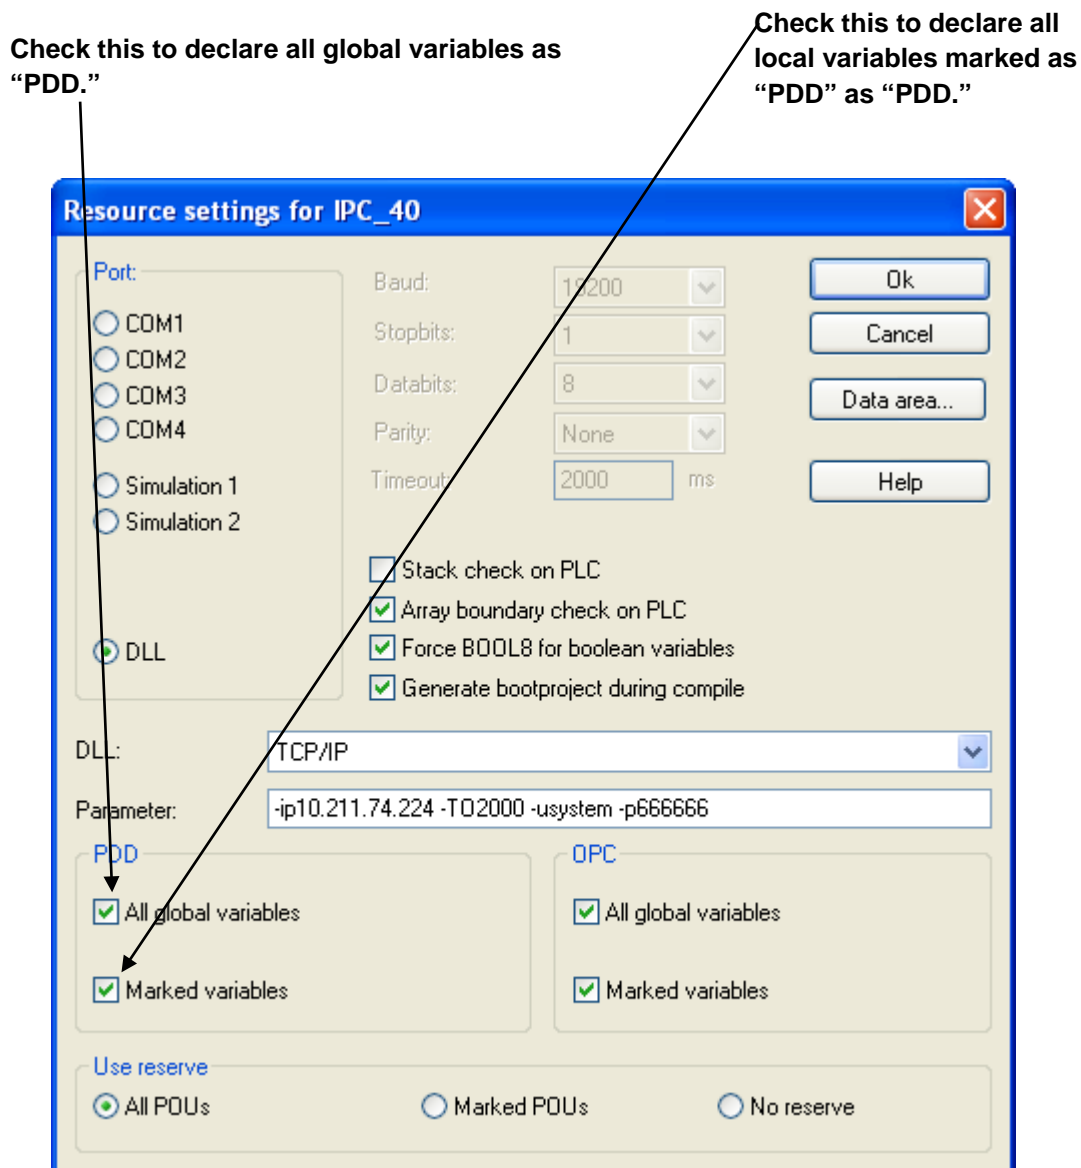 Check this to declare all global variables as
“PDD.”
Check this to declare all
local variables marked as
“PDD” as “PDD.”
Resource settings for IPC_40
Port:
COM1
COM2
COM3
COM4
Simulation 1
Simulation 2
DLL
Baud:
19200
Stopbits:
1
Databits:
8
Parity:
None
Timeout:
2000 ms
Ok
Cancel
Data area...
Help
Stack check on PLC
Array boundary check on PLC
Force BOOL8 for boolean variables
Generate bootproject during compile
DLL:
TCP/IP
Parameter:
-ip10.211.74.224 -TO2000 -usystem -p666666
PDD
All global variables
Marked variables
OPC
All global variables
Marked variables
Use reserve
All POUs
Marked POUs
No reserve